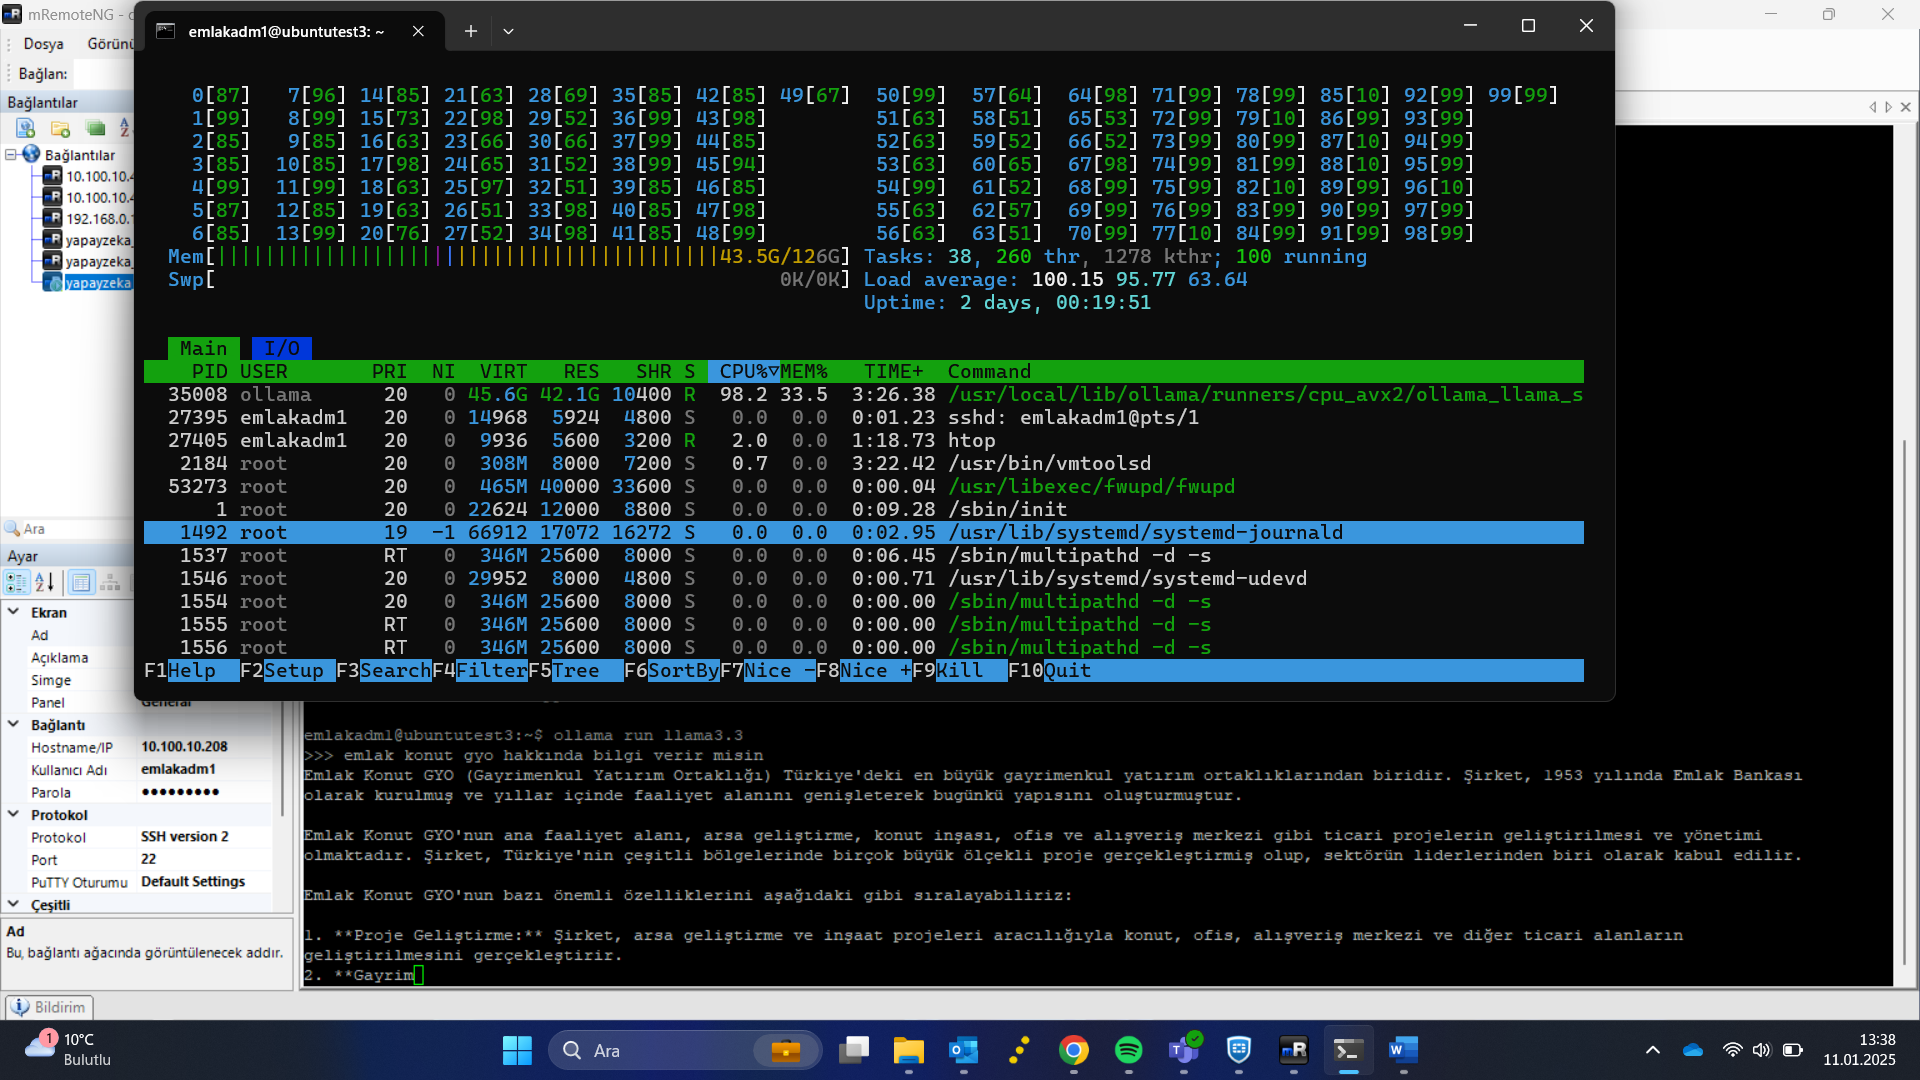 mRemoteNG - c
Dosya Görünü
Bağlan:
Bağlantılar
Bağlantılar
10.100.10.4
10.100.10.4
192.168.0.1
yapayzeka_
yapayzeka_
yapayzeka_
Ara
Ayar
Ekran
Ad
Açıklama
Simge
Panel General
Bağlantı
Hostname/IP 10.100.10.208
Kullanıcı Adı emlakadm1
Parola ●●●●●●●●●
Protokol
Protokol SSH version 2
Port 22
PuTTY Oturumu Default Settings
Çeşitli
Ad
Bu, bağlantı ağacında görüntülenecek addır.
Bildirim
emlakadm1@ubuntutest3: ~
0[87] 7[96] 14[85] 21[63] 28[69] 35[85] 42[85] 49[67] 50[99] 57[64] 64[98] 71[99] 78[99] 85[10] 92[99] 99[99]
1[99] 8[99] 15[73] 22[98] 29[52] 36[99] 43[98] 51[63] 58[51] 65[53] 72[99] 79[10] 86[99] 93[99]
2[85] 9[85] 16[63] 23[66] 30[66] 37[99] 44[85] 52[63] 59[52] 66[52] 73[99] 80[99] 87[10] 94[99]
3[85] 10[85] 17[98] 24[65] 31[52] 38[99] 45[94] 53[63] 60[65] 67[98] 74[99] 81[99] 88[10] 95[99]
4[99] 11[99] 18[63] 25[97] 32[51] 39[85] 46[85] 54[99] 61[52] 68[99] 75[99] 82[10] 89[99] 96[10]
5[87] 12[85] 19[63] 26[51] 33[98] 40[85] 47[98] 55[63] 62[57] 69[99] 76[99] 83[99] 90[99] 97[99]
6[85] 13[99] 20[76] 27[52] 34[98] 41[85] 48[99] 56[63] 63[51] 70[99] 77[10] 84[99] 91[99] 98[99]
Mem[||||||||||||||||||||||||||||||||||||||||||43.5G/126G] Tasks: 38, 260 thr, 1278 kthr; 100 running
Swp[ 0K/0K] Load average: 100.15 95.77 63.64
Uptime: 2 days, 00:19:51
Main I/O
PID USER PRI NI VIRT RES SHR S CPU%▽MEM% TIME+ Command
35008 ollama 20 0 45.6G 42.1G 10400 R 98.2 33.5 3:26.38 /usr/local/lib/ollama/runners/cpu_avx2/ollama_llama_s
27395 emlakadm1 20 0 14968 5924 4800 S 0.0 0.0 0:01.23 sshd: emlakadm1@pts/1
27405 emlakadm1 20 0 9936 5600 3200 R 2.0 0.0 1:18.73 htop
2184 root 20 0 308M 8000 7200 S 0.7 0.0 3:22.42 /usr/bin/vmtoolsd
53273 root 20 0 465M 40000 33600 S 0.0 0.0 0:00.04 /usr/libexec/fwupd/fwupd
1 root 20 0 22624 12000 8800 S 0.0 0.0 0:09.28 /sbin/init
1492 root 19 -1 66912 17072 16272 S 0.0 0.0 0:02.95 /usr/lib/systemd/systemd-journald
1537 root RT 0 346M 25600 8000 S 0.0 0.0 0:06.45 /sbin/multipathd -d -s
1546 root 20 0 29952 8000 4800 S 0.0 0.0 0:00.71 /usr/lib/systemd/systemd-udevd
1554 root 20 0 346M 25600 8000 S 0.0 0.0 0:00.00 /sbin/multipathd -d -s
1555 root RT 0 346M 25600 8000 S 0.0 0.0 0:00.00 /sbin/multipathd -d -s
1556 root RT 0 346M 25600 8000 S 0.0 0.0 0:00.00 /sbin/multipathd -d -s
F1Help F2Setup F3Search F4Filter F5Tree F6SortBy F7Nice - F8Nice + F9Kill F10Quit
emlakadm1@ubuntutest3:~$ ollama run llama3.3
>>> emlak konut gyo hakkında bilgi verir misin
Emlak Konut GYO (Gayrimenkul Yatırım Ortaklığı) Türkiye'deki en büyük gayrimenkul yatırım ortaklıklarından biridir. Şirket, 1953 yılında Emlak Bankası
olarak kurulmuş ve yıllar içinde faaliyet alanını genişleterek bugünkü yapısını oluşturmuştur.
Emlak Konut GYO'nun ana faaliyet alanı, arsa geliştirme, konut inşası, ofis ve alışveriş merkezi gibi ticari projelerin geliştirilmesi ve yönetimi
olmaktadır. Şirket, Türkiye'nin çeşitli bölgelerinde birçok büyük ölçekli proje gerçekleştirmiş olup, sektörün liderlerinden biri olarak kabul edilir.
Emlak Konut GYO'nun bazı önemli özelliklerini aşağıdaki gibi sıralayabiliriz:
1. **Proje Geliştirme:** Şirket, arsa geliştirme ve inşaat projeleri aracılığıyla konut, ofis, alışveriş merkezi ve diğer ticari alanların
geliştirilmesini gerçekleştirir.
2. **Gayrim
1
10°C
Bulutlu
Ara
13:38
11.01.2025